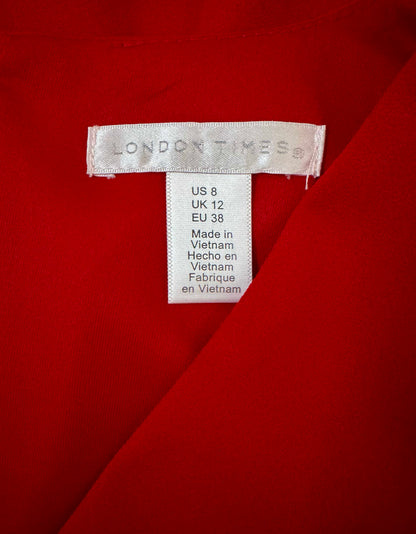 LONDON TIMES®
US 8
UK 12
EU 38
Made in
Vietnam
Hecho en
Vietnam
Fabrique
en Vietnam